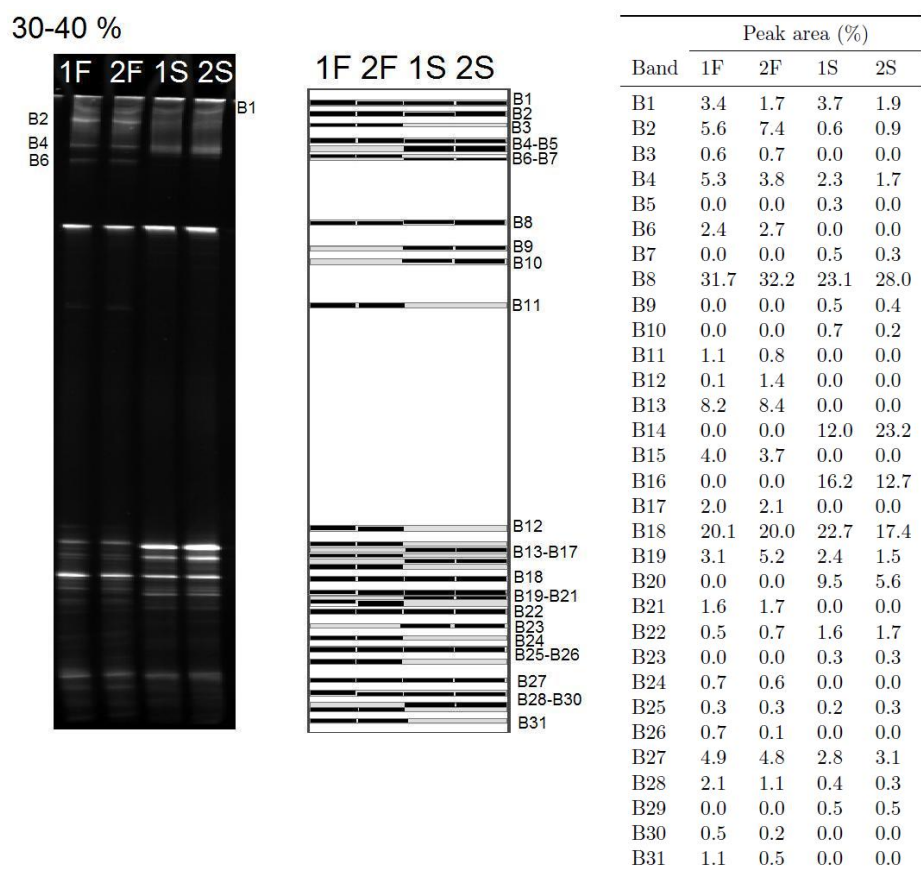 30-40 %
1F 2F 1S 2S
B1
B2
B4
B6
1F 2F 1S 2S
B1
B2
B3
B4-B5
B6-B7
B8
B9
B10
B11
B12
B13-B17
B18
B19-B21
B22
B23
B24
B25-B26
B27
B28-B30
B31
Peak area (%)
Band 1F 2F 1S 2S
B1 3.4 1.7 3.7 1.9
B2 5.6 7.4 0.6 0.9
B3 0.6 0.7 0.0 0.0
B4 5.3 3.8 2.3 1.7
B5 0.0 0.0 0.3 0.0
B6 2.4 2.7 0.0 0.0
B7 0.0 0.0 0.5 0.3
B8 31.7 32.2 23.1 28.0
B9 0.0 0.0 0.5 0.4
B10 0.0 0.0 0.7 0.2
B11 1.1 0.8 0.0 0.0
B12 0.1 1.4 0.0 0.0
B13 8.2 8.4 0.0 0.0
B14 0.0 0.0 12.0 23.2
B15 4.0 3.7 0.0 0.0
B16 0.0 0.0 16.2 12.7
B17 2.0 2.1 0.0 0.0
B18 20.1 20.0 22.7 17.4
B19 3.1 5.2 2.4 1.5
B20 0.0 0.0 9.5 5.6
B21 1.6 1.7 0.0 0.0
B22 0.5 0.7 1.6 1.7
B23 0.0 0.0 0.3 0.3
B24 0.7 0.6 0.0 0.0
B25 0.3 0.3 0.2 0.3
B26 0.7 0.1 0.0 0.0
B27 4.9 4.8 2.8 3.1
B28 2.1 1.1 0.4 0.3
B29 0.0 0.0 0.5 0.5
B30 0.5 0.2 0.0 0.0
B31 1.1 0.5 0.0 0.0